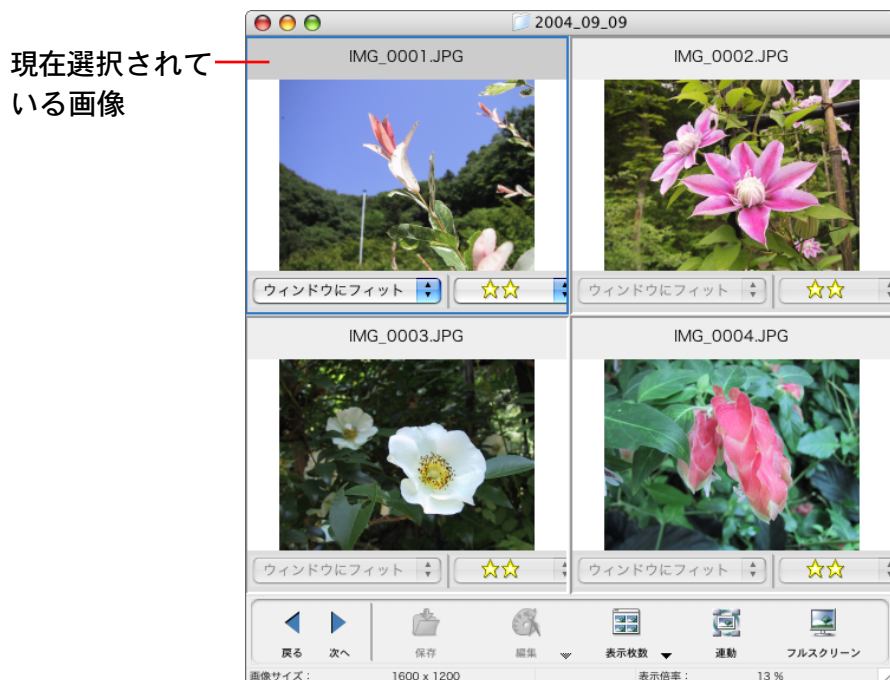 2004_09_09
現在選択されて
いる画像
IMG_0001.JPG
IMG_0002.JPG
ウィンドウにフィット
ウィンドウにフィット
IMG_0003.JPG
IMG_0004.JPG
ウィンドウにフィット
ウィンドウにフィット
戻る 次へ 保存 編集 表示枚数 連動 フルスクリーン
画像サイズ： 1600 x 1200 表示倍率： 13 %